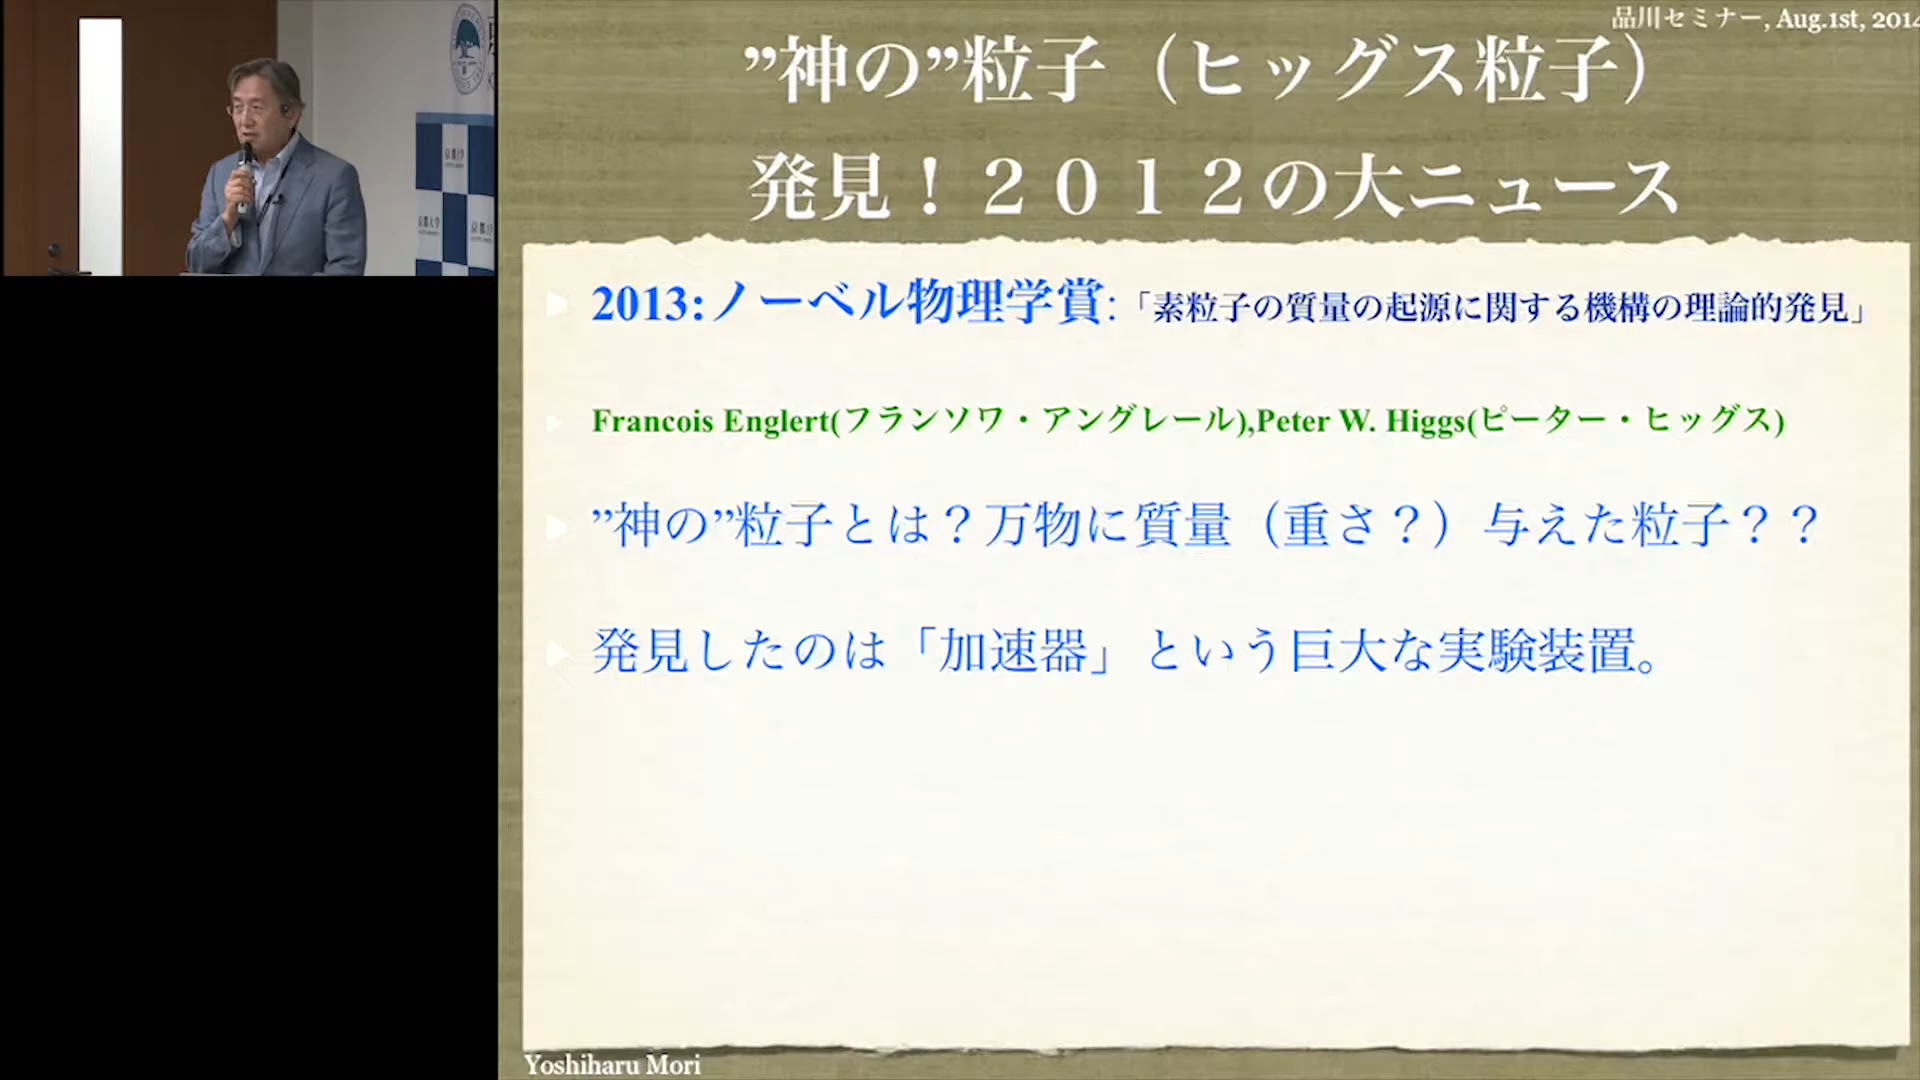 品川セミナー, Aug.1st, 2014
”神の”粒子（ヒッグス粒子）
発見！２０１２の大ニュース
2013:ノーベル物理学賞:「素粒子の質量の起源に関する機構の理論的発見」
Francois Englert(フランソワ・アングレール),Peter W. Higgs(ピーター・ヒッグス)
”神の”粒子とは？万物に質量（重さ？）与えた粒子？？
発見したのは「加速器」という巨大な実験装置。
Yoshiharu Mori
京都大学